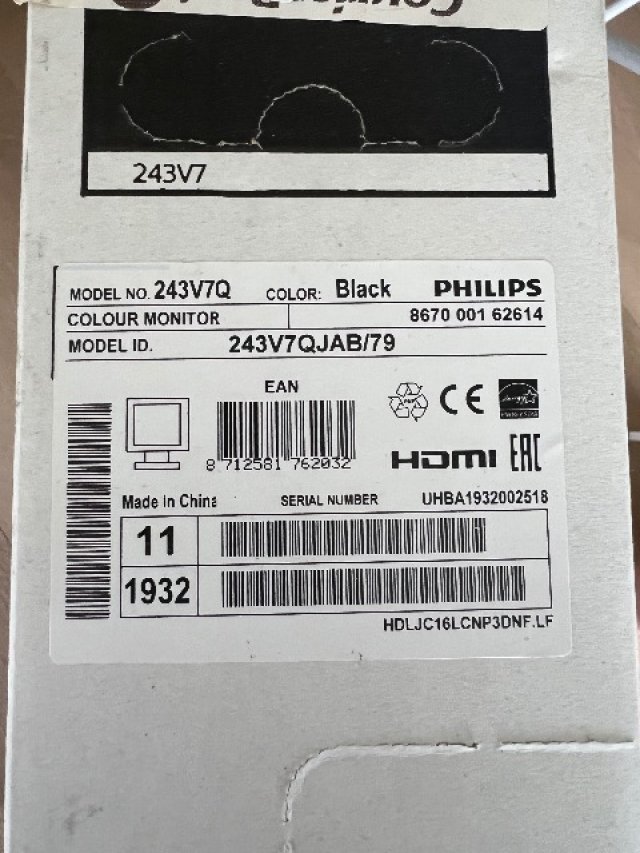 243V7
MODEL NO. 243V7Q COLOR: Black PHILIPS
COLOUR MONITOR 8670 001 62614
MODEL ID. 243V7QJAB/79
EAN
8 712581 762032
CE
HDMI EAC
Made in China SERIAL NUMBER UHBA1932002518
11
1932
HDLJC16LCNP3DNF.LF